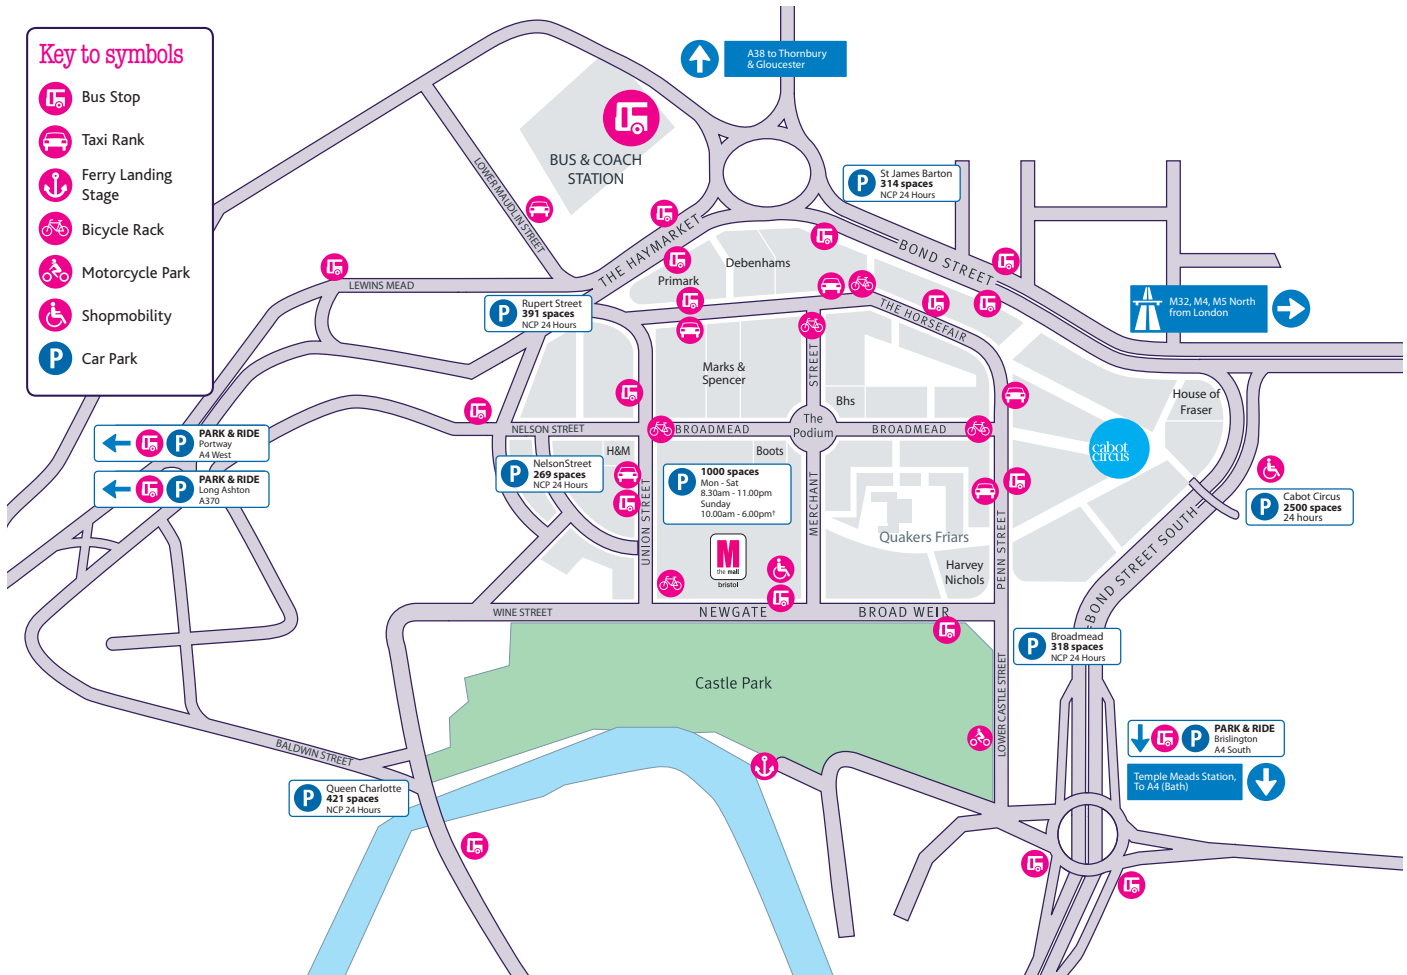 Key to symbols
Bus Stop
Taxi Rank
Ferry Landing
Stage
Bicycle Rack
Motorcycle Park
Shopmobility
P
Car Park
A38 to Thornbury
& Gloucester
BUS & COACH
STATION
LOWER MAUDLIN STREET
THE HAYMARKET
P
St James Barton
314 spaces
NCP 24 Hours
BOND STREET
Debenhams
Primark
LEWINS MEAD
P
Rupert Street
391 spaces
NCP 24 Hours
THE HORSEFAIR
M32, M4, M5 North
from London
Marks &
Spencer
STREET
Bhs
House of
Fraser
The
Podium
NELSON STREET
BROADMEAD
BROADMEAD
cabot
circus
P
PARK & RIDE
Portway
A4 West
P
PARK & RIDE
Long Ashton
A370
H&M
Boots
P
NelsonStreet
269 spaces
NCP 24 Hours
P
1000 spaces
Mon - Sat
8.30am - 11.00pm
Sunday
10.00am - 6.00pm†
P
Cabot Circus
2500 spaces
24 hours
UNION STREET
MERCHANT
PENN STREET
BOND STREET SOUTH
Quakers Friars
Harvey
Nichols
M
the mall
bristol
WINE STREET
NEWGATE
BROAD WEIR
P
Broadmead
318 spaces
NCP 24 Hours
Castle Park
LOWER CASTLE STREET
BALDWIN STREET
P
Queen Charlotte
421 spaces
NCP 24 Hours
P
PARK & RIDE
Brislington
A4 South
Temple Meads Station,
To A4 (Bath)